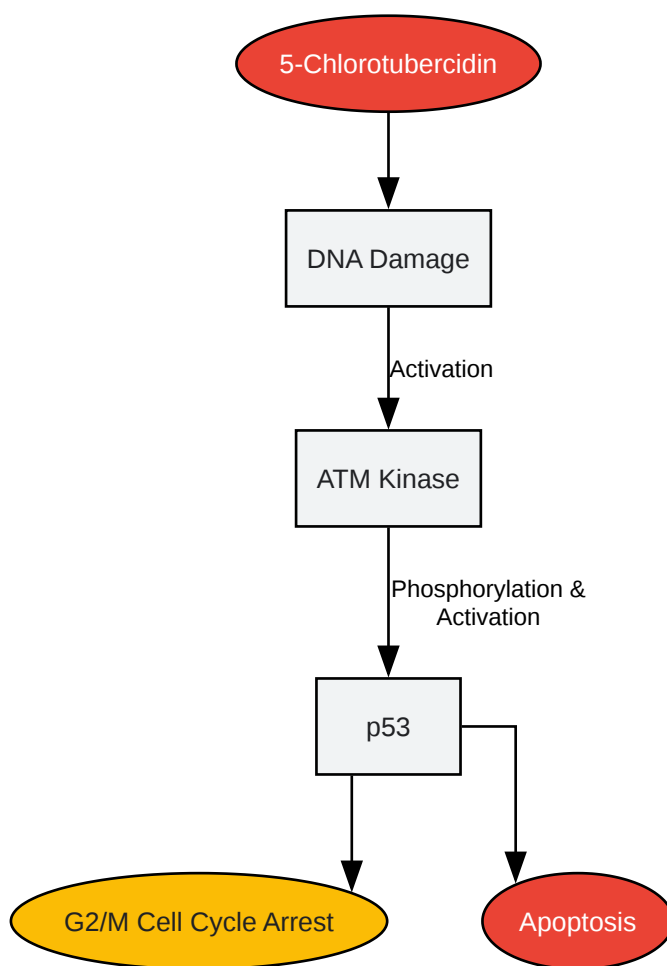 5-Chlorotubercidin
DNA Damage
Activation
ATM Kinase
Phosphorylation &
Activation
p53
G2/M Cell Cycle Arrest
Apoptosis